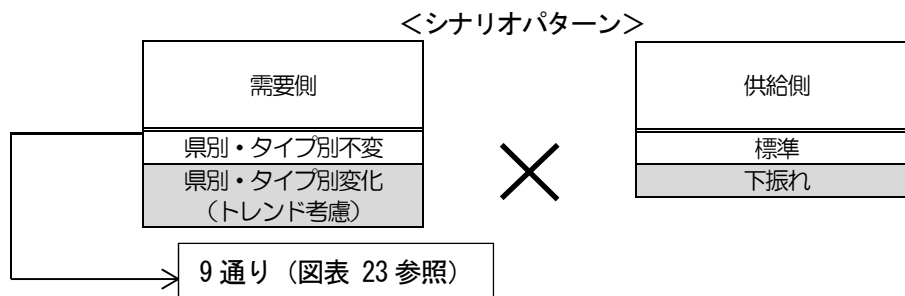 ＜シナリオパターン＞
需要側
県別・タイプ別不変
県別・タイプ別変化
（トレンド考慮）
供給側
標準
下振れ
9 通り（図表 23 参照）